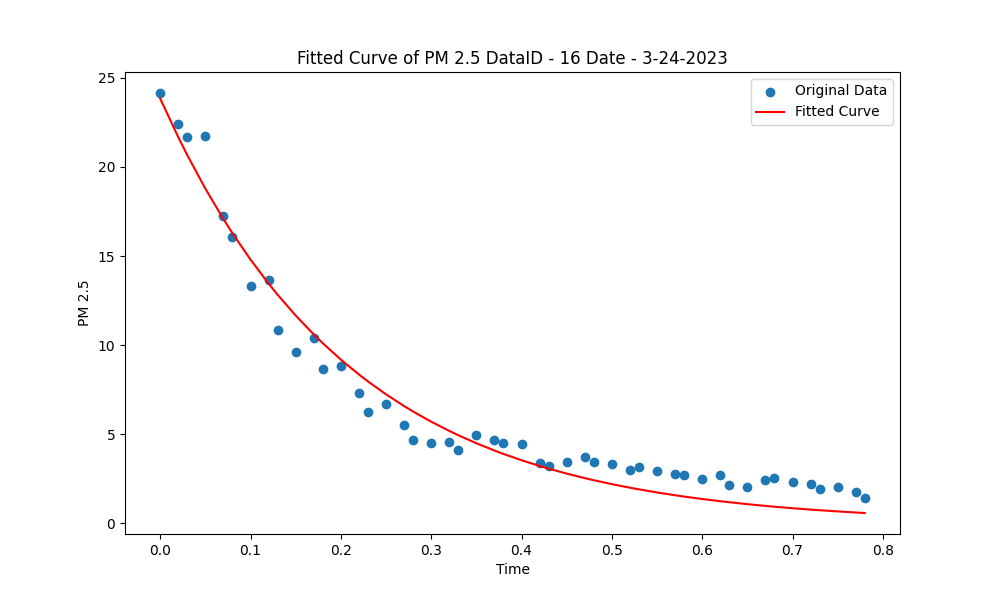 Fitted Curve of PM 2.5 DataID - 16 Date - 3-24-2023
Original Data
Fitted Curve
25
20
15
10
5
0
PM 2.5
0.0 0.1 0.2 0.3 0.4 0.5 0.6 0.7 0.8
Time